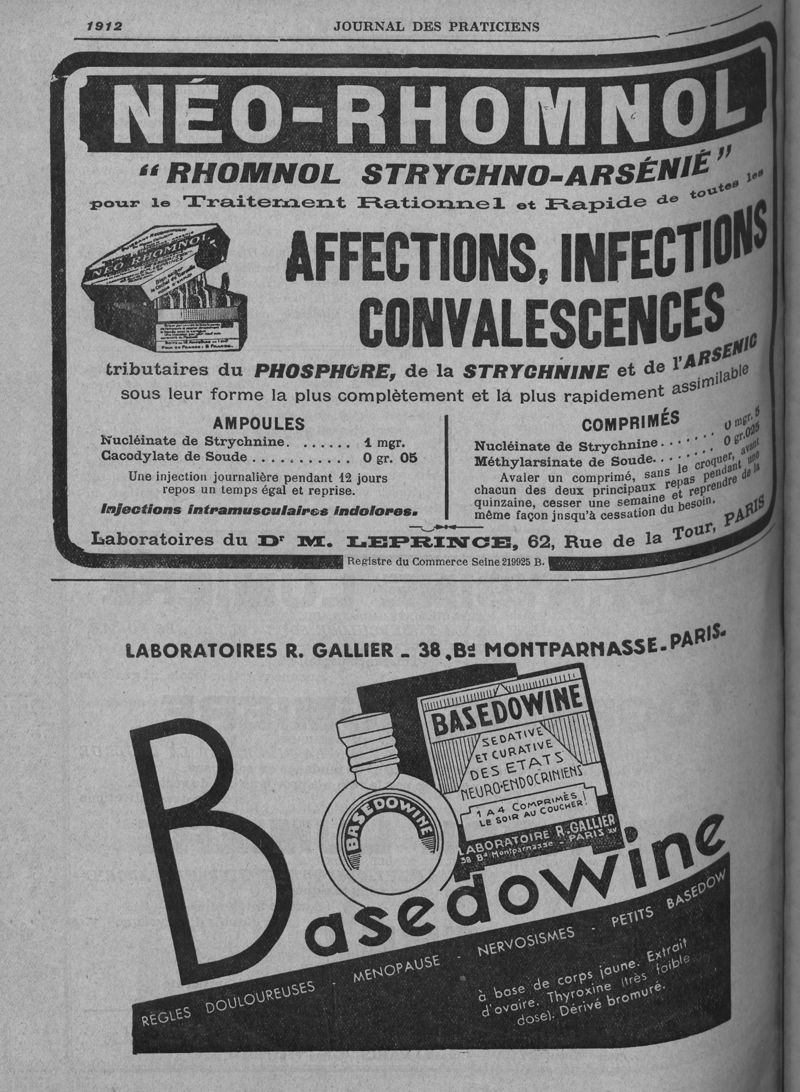 1912
JOURNAL DES PRATICIENS
NÉO-RHOMNOL
“RHOMNOL STRYCHNO-ARSÉNIÉ”
pour le Traitement Rationnel et Rapide de toutes les
NÉO RHOMNOL
AFFECTIONS, INFECTIONS
CONVALESCENCES
tributaires du PHOSPHORE, de la STRYCHNINE et de l'ARSENIC
sous leur forme la plus complètement et la plus rapidement assimilable
AMPOULES
Nucléinate de Strychnine. ...... 1 mgr.
Cacodylate de Soude ........... 0 gr. 05
Une injection journalière pendant 12 jours
repos un temps égal et reprise.
Injections intramusculaires indolores.
COMPRIMÉS
Nucléinate de Strychnine....... 0 mgr. 5
Méthylarsinate de Soude....... 0 gr.025
Avaler un comprimé, sans le croquer, avant
chacun des deux principaux repas pendant une
quinzaine, cesser une semaine et reprendre de la
même façon jnsqu'à cessation du besoin.
Laboratoires du Dr M. LEPRINCE, 62, Rue de la Tour, PARIS
Registre du Commerce Seine 219925 B.
LABORATOIRES R. GALLIER _ 38, Bd MONTPARNASSE_PARIS.
BASEDOWINE
SEDATIVE
ET CURATIVE
DES ETATS
NEURO-ENDOCRINIENS
1 A 4 COMPRIMÉS
LE SOIR AU COUCHER!
LABORATOIRE R.GALLIER
38 Bd Montparnasse - PARIS XV
BASEDOWINE
Basedowine
REGLES DOULOUREUSES - MENOPAUSE - NERVOSISMES - PETITS BASEDOW
à base de corps jaune. Extrait
d'ovaire. Thyroxine (très faible
dose). Dérivé bromuré.